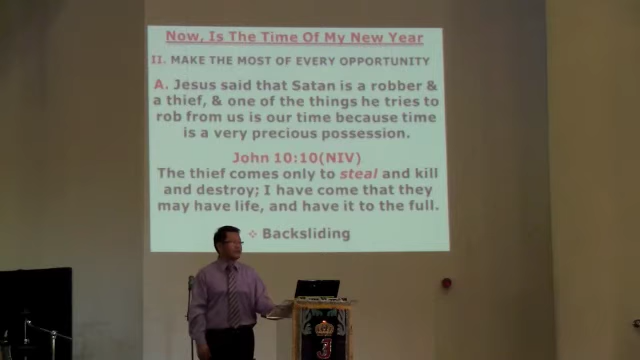 Now, Is The Time Of My New Year
II. MAKE THE MOST OF EVERY OPPORTUNITY
A. Jesus said that Satan is a robber &
a thief, & one of the things he tries to
rob from us is our time because time
is a very precious possession.
John 10:10(NIV)
The thief comes only to steal and kill
and destroy; I have come that they
may have life, and have it to the full.
❖ Backsliding
J